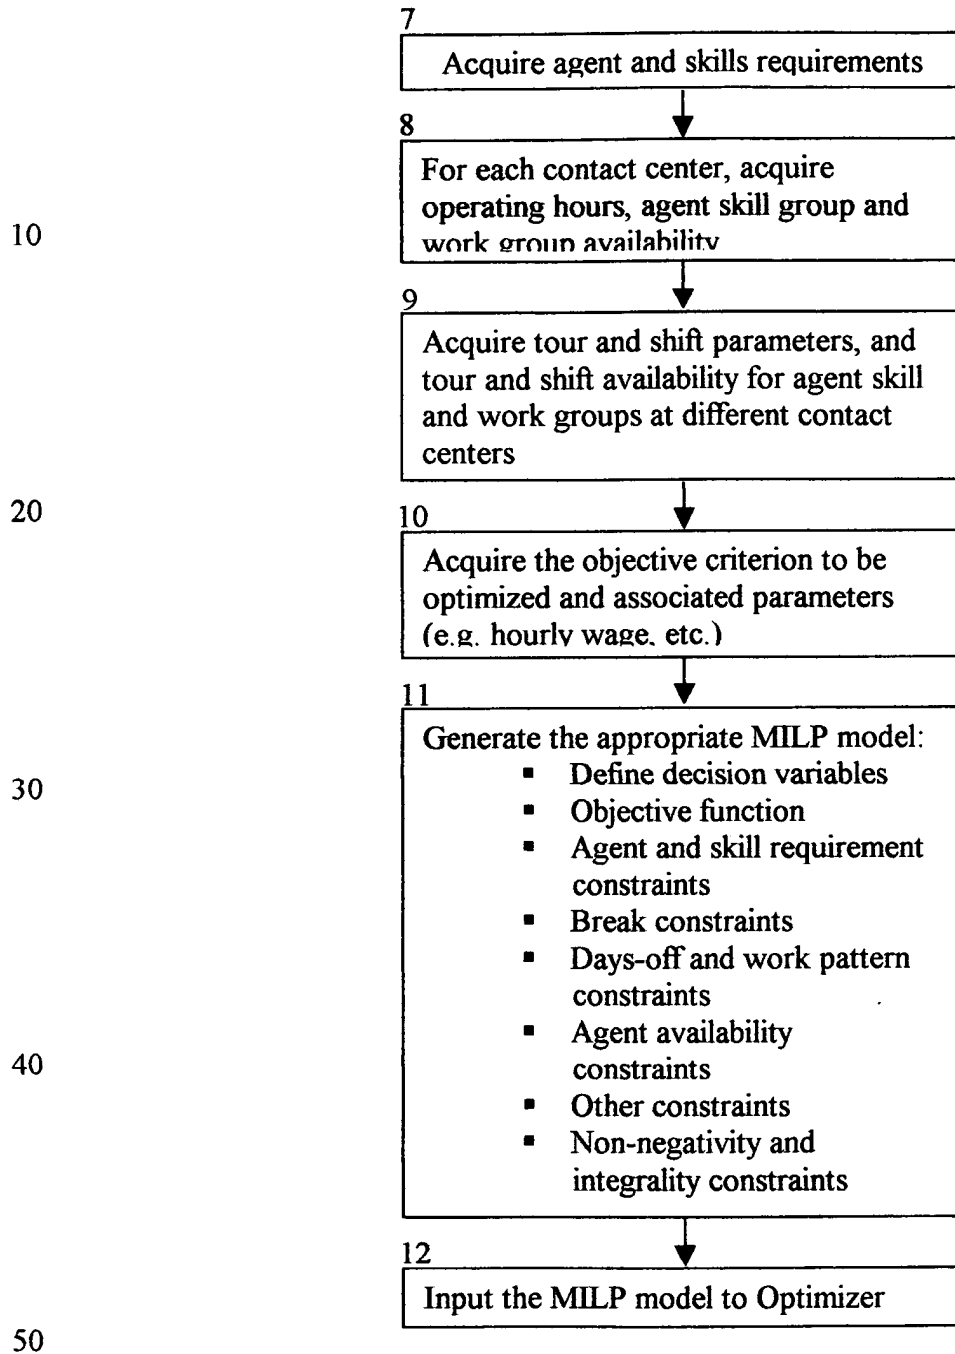 7
Acquire agent and skills requirements
8
For each contact center, acquire
operating hours, agent skill group and
work group availability
10
9
Acquire tour and shift parameters, and
tour and shift availability for agent skill
and work groups at different contact
centers
20
10
Acquire the objective criterion to be
optimized and associated parameters
(e.g. hourly wage, etc.)
11
Generate the appropriate MILP model:
▪ Define decision variables
30
▪ Objective function
▪ Agent and skill requirement
constraints
▪ Break constraints
▪ Days-off and work pattern
constraints
▪ Agent availability
40
constraints
▪ Other constraints
▪ Non-negativity and
integrality constraints
12
Input the MILP model to Optimizer
50